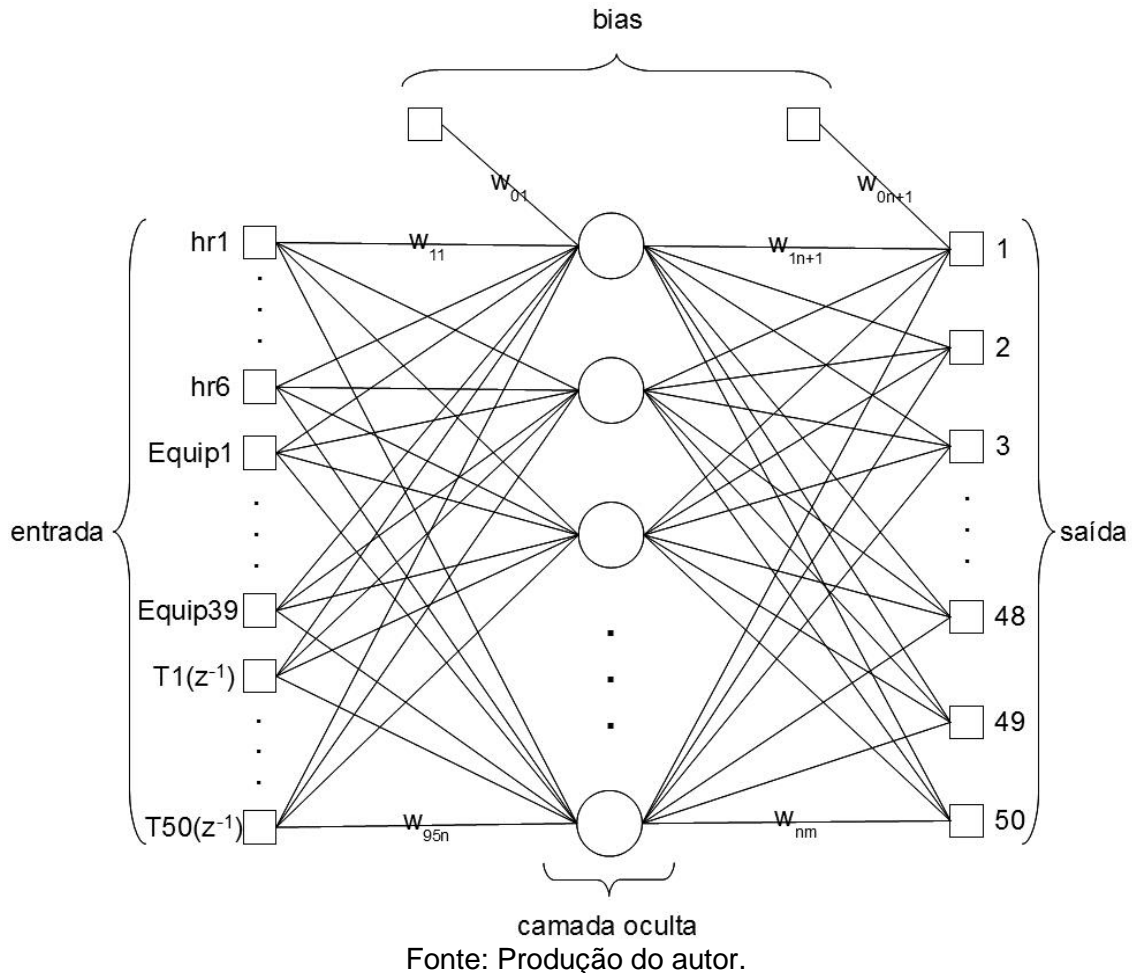 bias
w01
w0n+1
hr1
w11
w1n+1
1
2
hr6
Equip1
3
entrada
saída
Equip39
48
T1(z-1)
49
T50(z-1)
w95n
wnm
50
camada oculta
Fonte: Produção do autor.